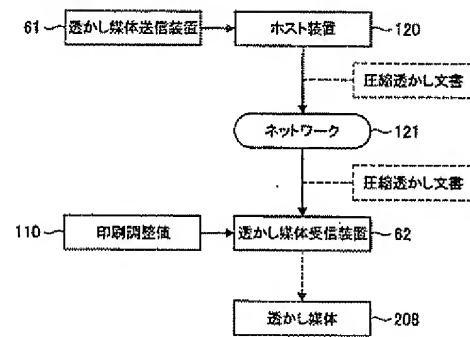 61 透かし媒体送信装置 ホスト装置 120
圧縮透かし文書
ネットワーク 121
圧縮透かし文書
110 印刷調整値 透かし媒体受信装置 62
透かし媒体 208